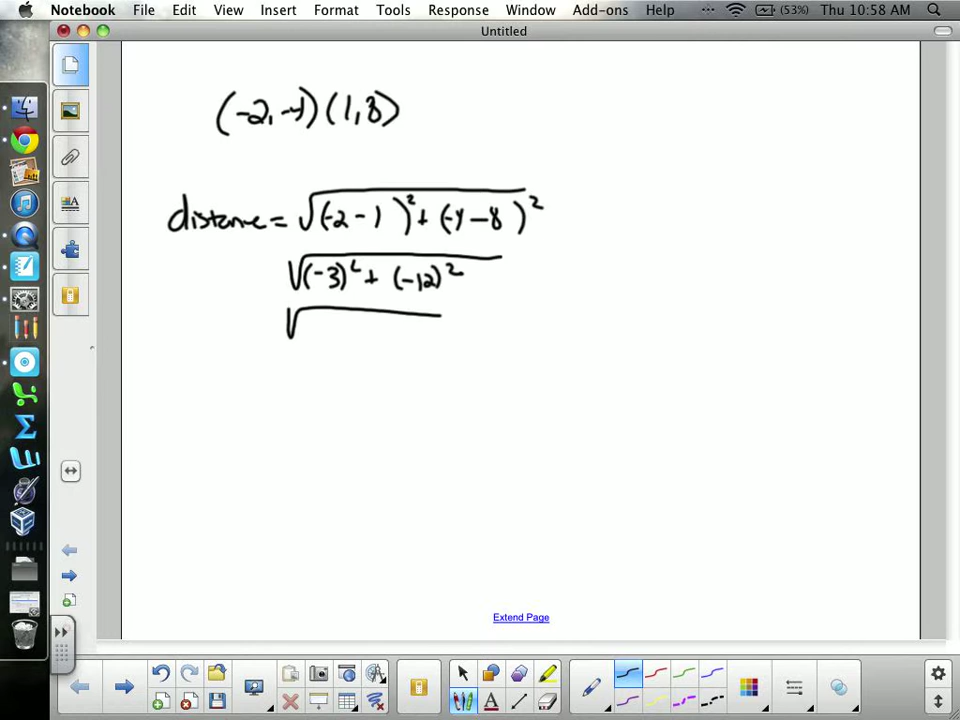 Notebook File Edit View Insert Format Tools Response Window Add-ons Help (53%) Thu 10:58 AM
Untitled
(-2,-4)(1,8)
distance = √(-2-1)²+(-4-8)²
√(-3)²+(-12)²
√
Extend Page